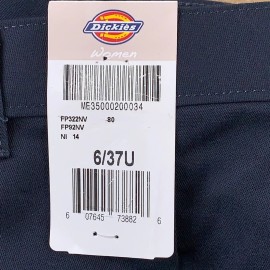 Dickies
Women
ME35000200034
FP322NV 80
FP92NV
NI 14
6/37U
6 07645 73882 6